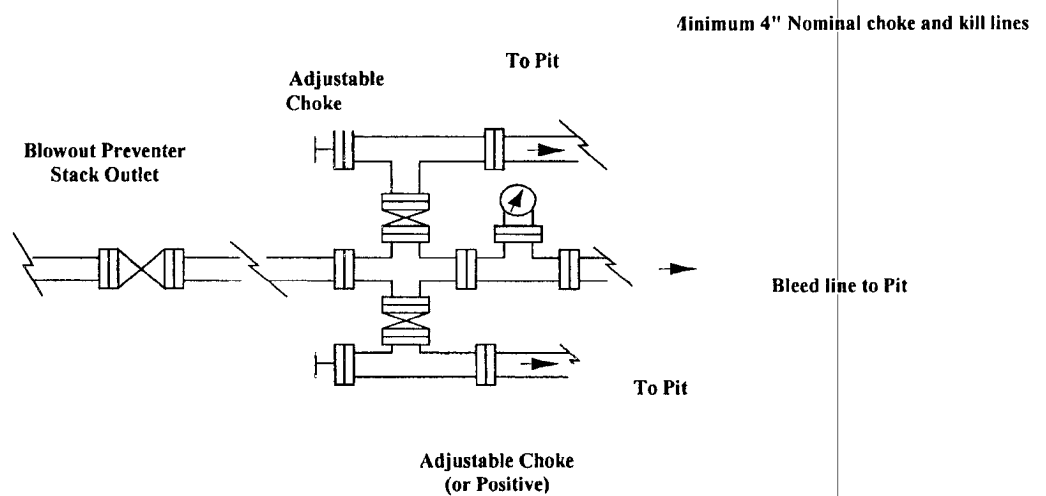 Minimum 4" Nominal choke and kill lines
To Pit
Adjustable
Choke
Blowout Preventer
Stack Outlet
Bleed line to Pit
To Pit
Adjustable Choke
(or Positive)